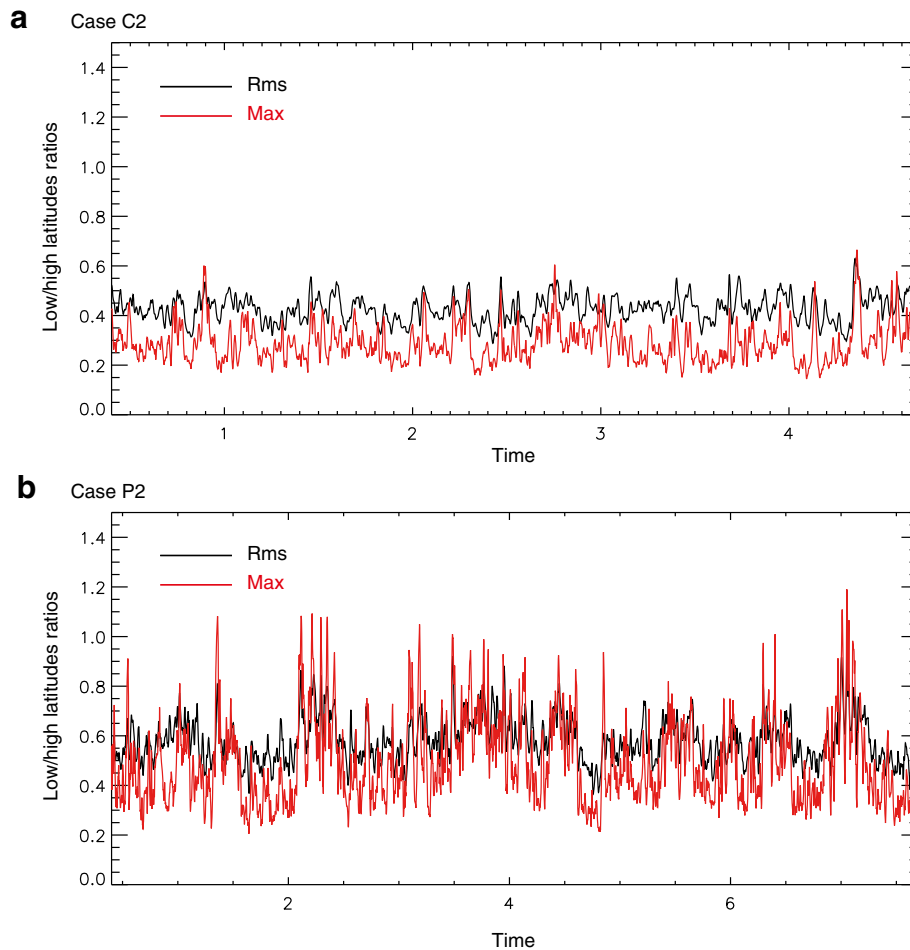 a
Case C2
Low/high latitudes ratios
1.4
1.2
1.0
0.8
0.6
0.4
0.2
0.0
Rms
Max
1
2
3
4
Time
b
Case P2
Low/high latitudes ratios
1.4
1.2
1.0
0.8
0.6
0.4
0.2
0.0
Rms
Max
2
4
6
Time